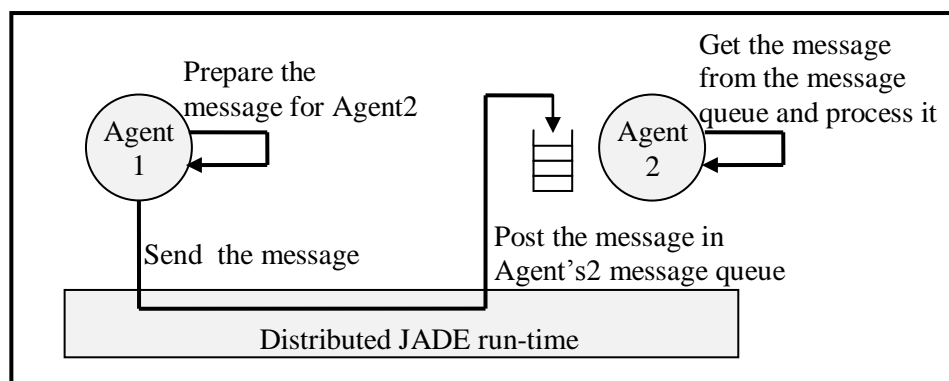 Prepare the
message for Agent2
Agent
1
Send  the message
Get the message
from the message
queue and process it
Agent
2
Post the message in
Agent's2 message queue
Distributed JADE run-time